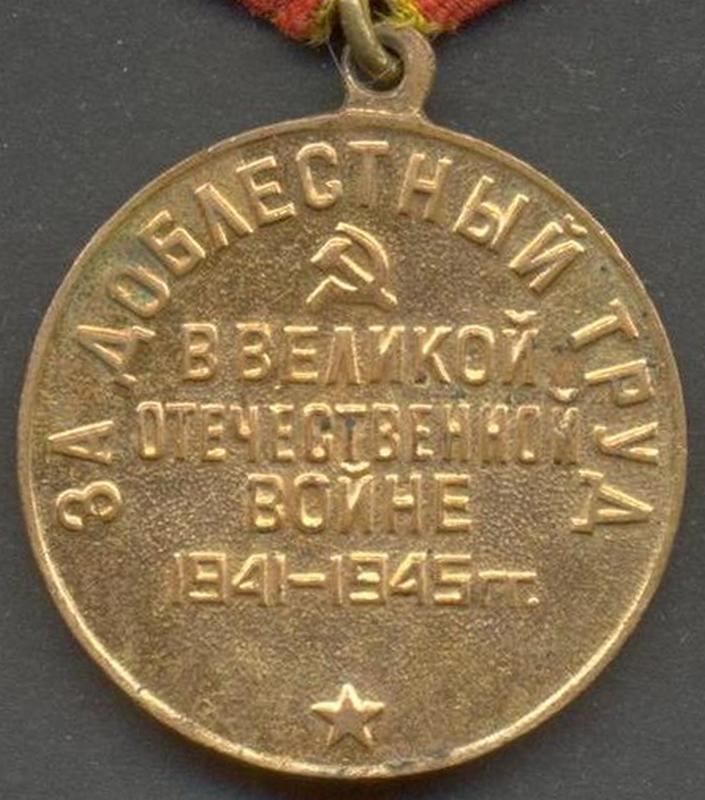 ЗА ДОБЛЕСТНЫЙ ТРУД
В ВЕЛИКОЙ
ОТЕЧЕСТВЕННОЙ
ВОЙНЕ
1941-1945 гг.